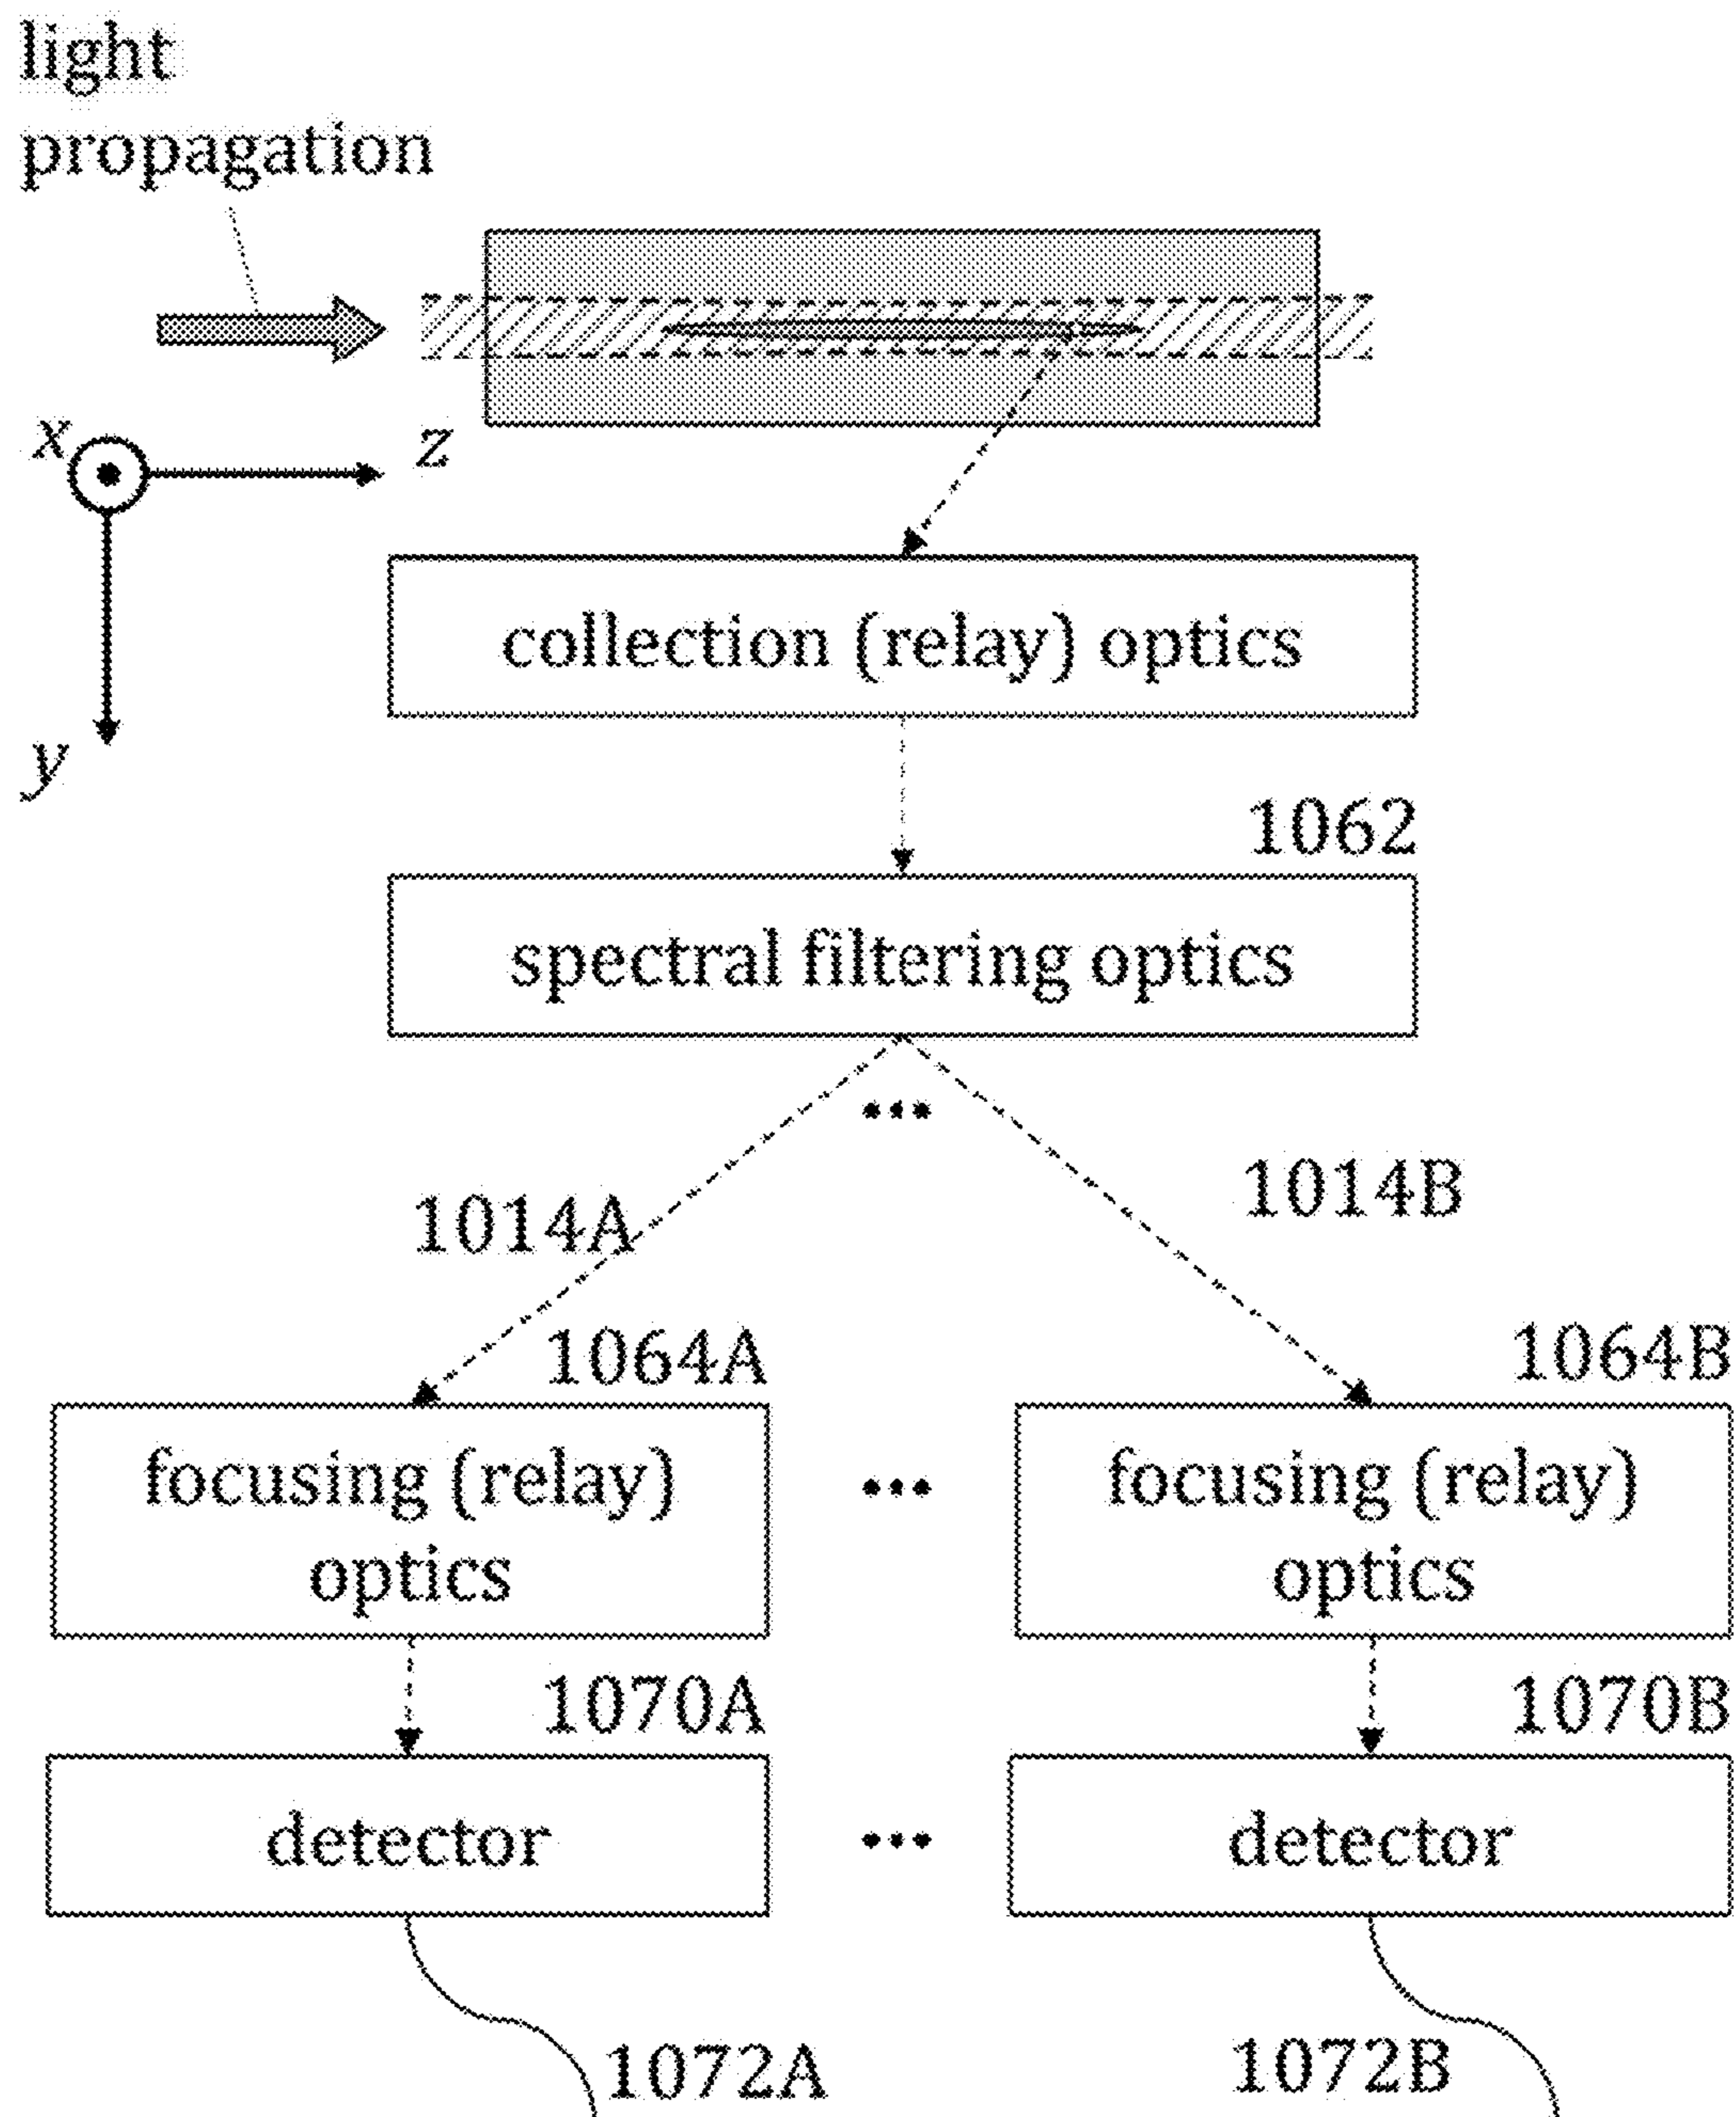 light
propagation
x
z
y
collection (relay) optics
1062
spectral filtering optics
...
1014A
1014B
1064A
1064B
focusing (relay)
optics
...
focusing (relay)
optics
1070A
1070B
detector
...
detector
1072A
1072B